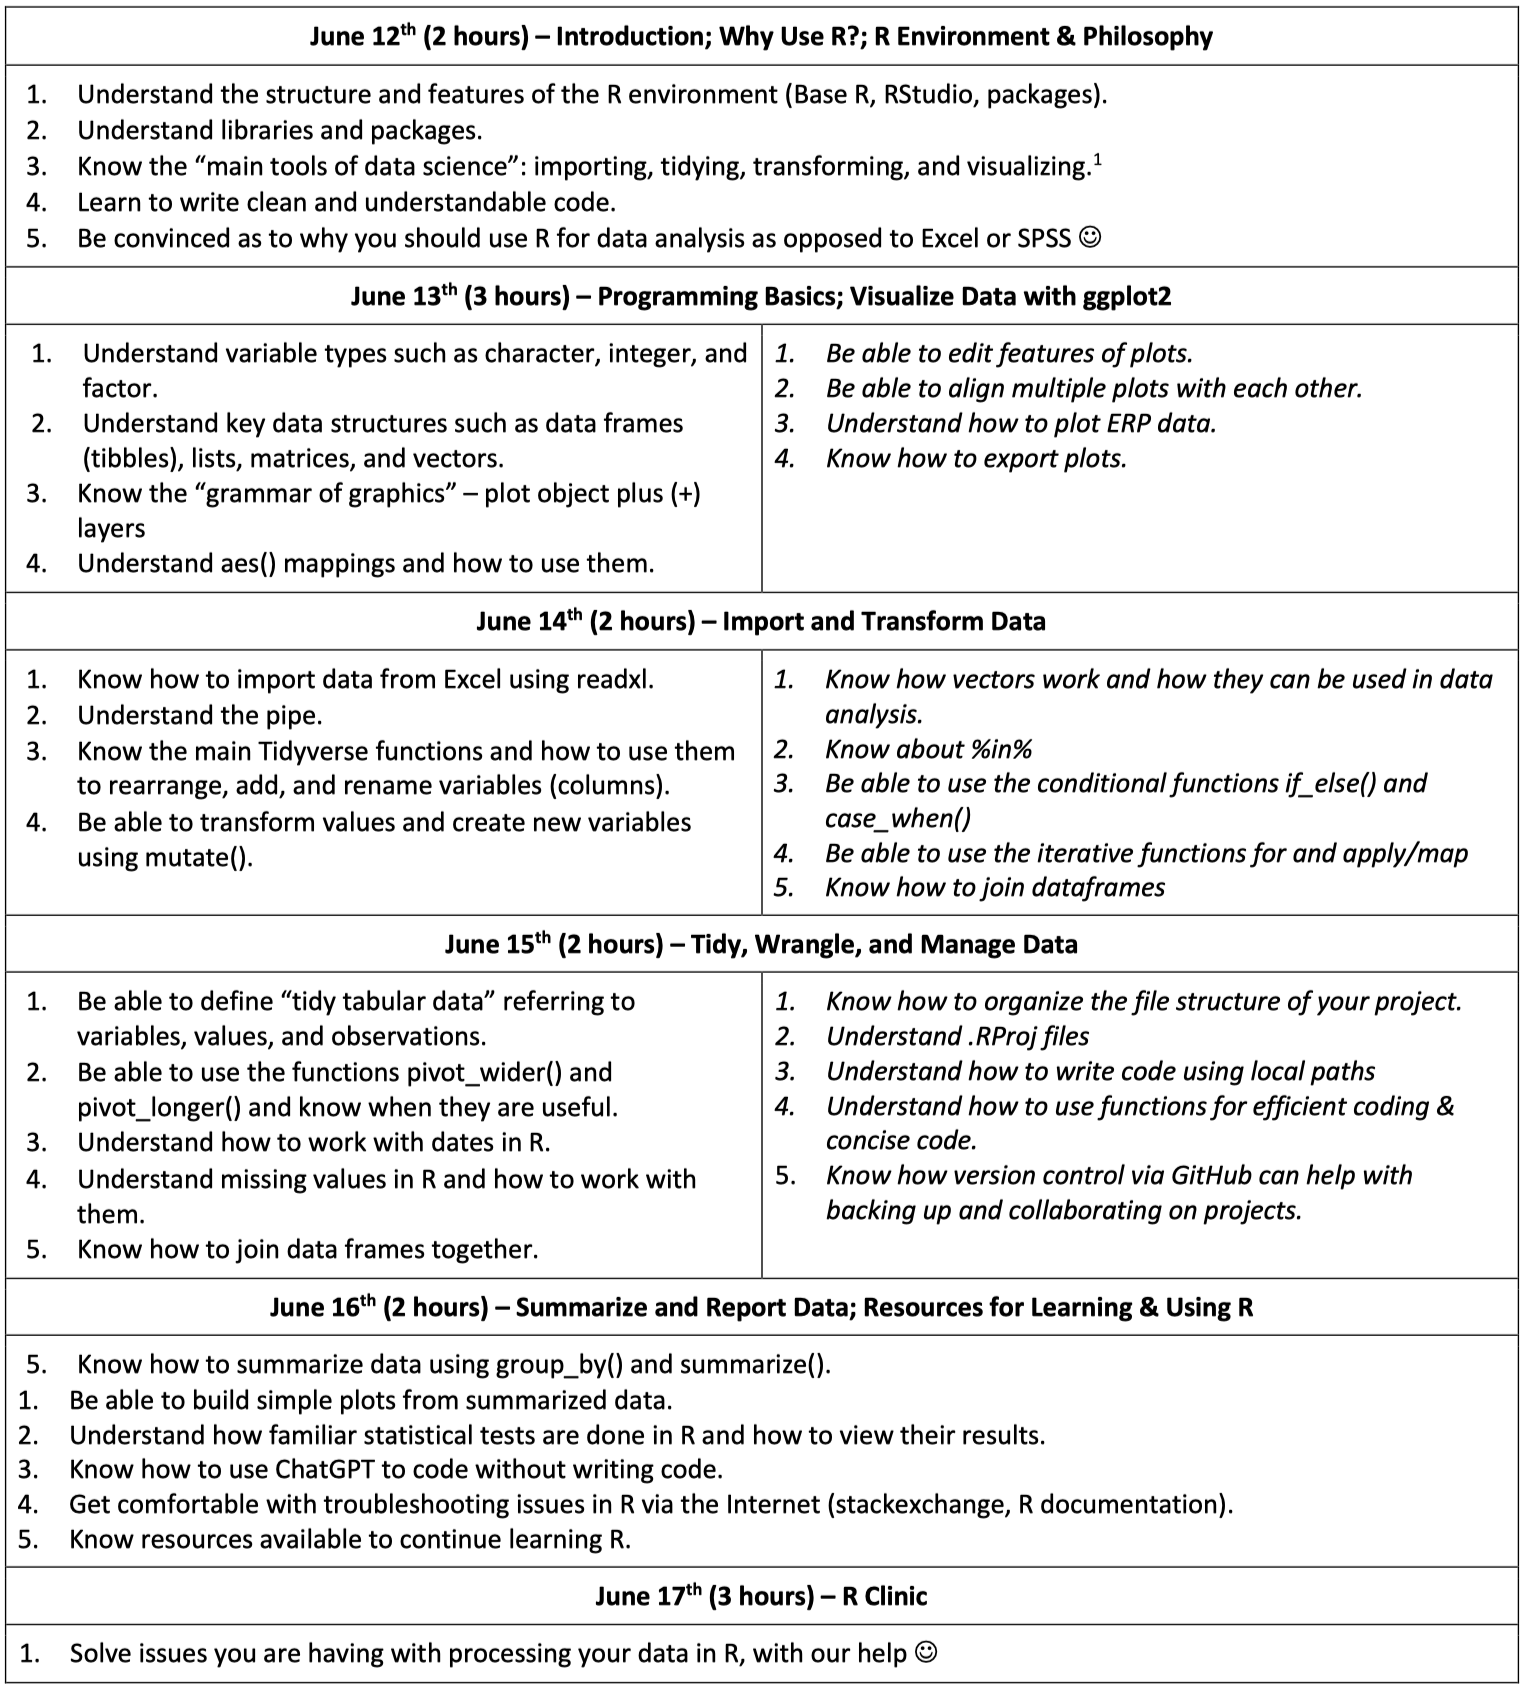 June 12th (2 hours) – Introduction; Why Use R?; R Environment & Philosophy
1. Understand the structure and features of the R environment (Base R, RStudio, packages).
2. Understand libraries and packages.
3. Know the “main tools of data science”: importing, tidying, transforming, and visualizing.1
4. Learn to write clean and understandable code.
5. Be convinced as to why you should use R for data analysis as opposed to Excel or SPSS ☺
June 13th (3 hours) – Programming Basics; Visualize Data with ggplot2
1. Understand variable types such as character, integer, and
factor.
2. Understand key data structures such as data frames
(tibbles), lists, matrices, and vectors.
3. Know the “grammar of graphics” – plot object plus (+)
layers
4. Understand aes() mappings and how to use them.
1. Be able to edit features of plots.
2. Be able to align multiple plots with each other.
3. Understand how to plot ERP data.
4. Know how to export plots.
June 14th (2 hours) – Import and Transform Data
1. Know how to import data from Excel using readxl.
2. Understand the pipe.
3. Know the main Tidyverse functions and how to use them
to rearrange, add, and rename variables (columns).
4. Be able to transform values and create new variables
using mutate().
1. Know how vectors work and how they can be used in data
analysis.
2. Know about %in%
3. Be able to use the conditional functions if_else() and
case_when()
4. Be able to use the iterative functions for and apply/map
5. Know how to join dataframes
June 15th (2 hours) – Tidy, Wrangle, and Manage Data
1. Be able to define “tidy tabular data” referring to
variables, values, and observations.
2. Be able to use the functions pivot_wider() and
pivot_longer() and know when they are useful.
3. Understand how to work with dates in R.
4. Understand missing values in R and how to work with
them.
5. Know how to join data frames together.
1. Know how to organize the file structure of your project.
2. Understand .RProj files
3. Understand how to write code using local paths
4. Understand how to use functions for efficient coding &
concise code.
5. Know how version control via GitHub can help with
backing up and collaborating on projects.
June 16th (2 hours) – Summarize and Report Data; Resources for Learning & Using R
5. Know how to summarize data using group_by() and summarize().
1. Be able to build simple plots from summarized data.
2. Understand how familiar statistical tests are done in R and how to view their results.
3. Know how to use ChatGPT to code without writing code.
4. Get comfortable with troubleshooting issues in R via the Internet (stackexchange, R documentation).
5. Know resources available to continue learning R.
June 17th (3 hours) – R Clinic
1. Solve issues you are having with processing your data in R, with our help ☺